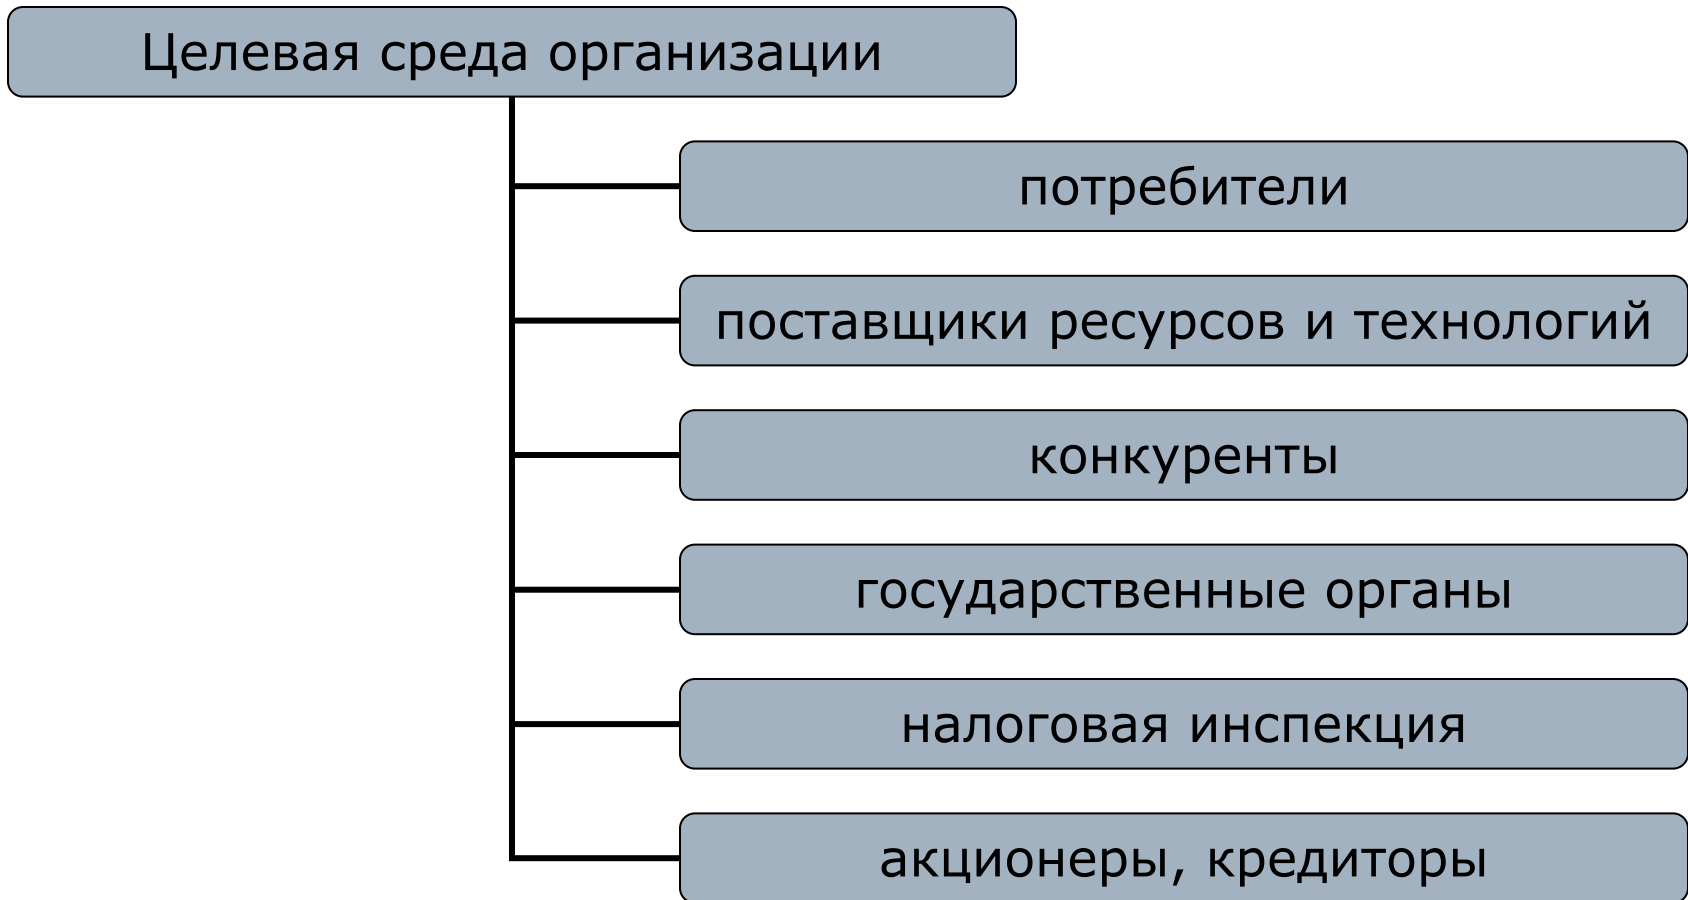 Целевая среда организации
потребители
поставщики ресурсов и технологий
конкуренты
государственные органы
налоговая инспекция
акционеры, кредиторы